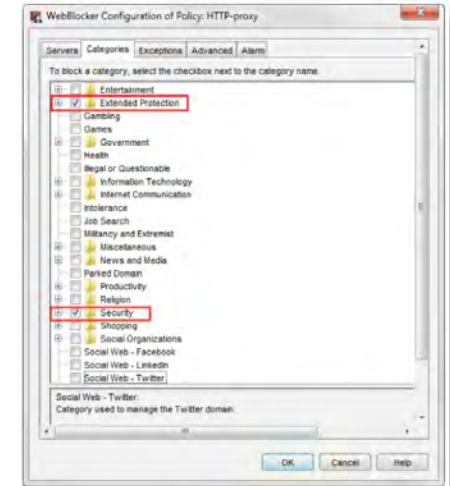 WebBlocker Configuration of Policy: HTTP-proxy
Servers Categories Exceptions Advanced Alarm
To block a category, select the checkbox next to the category name.
Entertainment
Extended Protection
Gambling
Games
Government
Health
Illegal or Questionable
Information Technology
Internet Communication
Intolerance
Job Search
Militancy and Extremist
Miscellaneous
News and Media
Parked Domain
Productivity
Religion
Security
Shopping
Social Organizations
Social Web - Facebook
Social Web - LinkedIn
Social Web - Twitter
Social Web - Twitter.
Category used to manage the Twitter domain.
OK Cancel Help